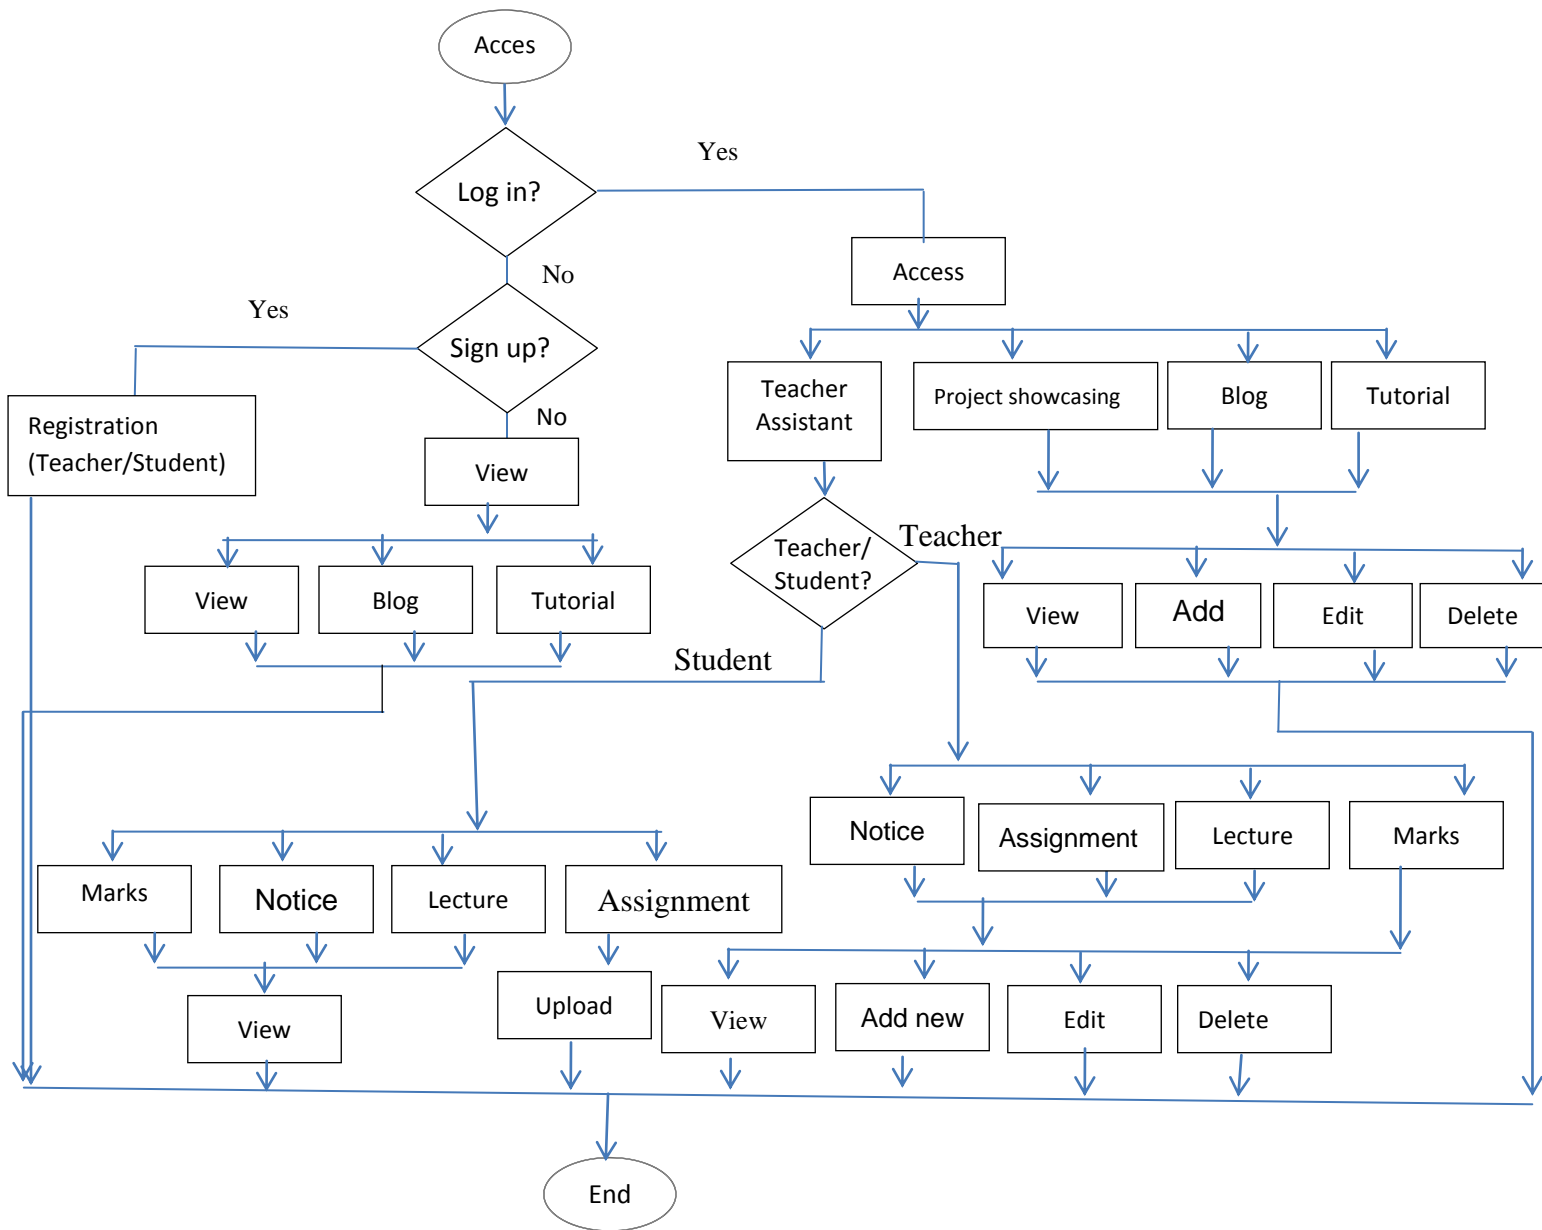 Acces
Yes
Log in?
No
Access
Yes
Sign up?
No
Registration
(Teacher/Student)
View
Teacher
Assistant
Project showcasing
Blog
Tutorial
View
Blog
Tutorial
Teacher/
Student?
Teacher
Student
View
Add
Edit
Delete
Notice
Assignment
Lecture
Marks
Marks
Notice
Lecture
Assignment
View
Upload
View
Add new
Edit
Delete
End